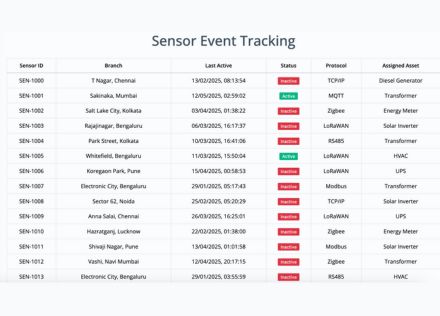 Sensor Event Tracking
Sensor ID Branch Last Active Status Protocol Assigned Asset
SEN-1000 T Nagar, Chennai 13/02/2025, 08:13:54 Inactive TCP/IP Diesel Generator
SEN-1001 Sakinaka, Mumbai 12/05/2025, 02:59:02 Active MQTT Transformer
SEN-1002 Salt Lake City, Kolkata 03/04/2025, 01:38:22 Inactive Zigbee Energy Meter
SEN-1003 Rajajinagar, Bengaluru 06/03/2025, 16:17:37 Inactive LoRaWAN Solar Inverter
SEN-1004 Park Street, Kolkata 10/03/2025, 16:41:06 Inactive RS485 Transformer
SEN-1005 Whitefield, Bengaluru 11/03/2025, 15:50:04 Active LoRaWAN HVAC
SEN-1006 Koregaon Park, Pune 15/04/2025, 00:58:53 Inactive LoRaWAN UPS
SEN-1007 Electronic City, Bengaluru 29/01/2025, 05:17:43 Inactive Modbus Transformer
SEN-1008 Sector 62, Noida 25/02/2025, 05:20:29 Inactive TCP/IP Solar Inverter
SEN-1009 Anna Salai, Chennai 26/03/2025, 16:25:01 Inactive LoRaWAN UPS
SEN-1010 Hazratganj, Lucknow 22/02/2025, 01:38:00 Inactive Zigbee Energy Meter
SEN-1011 Shivaji Nagar, Pune 13/04/2025, 01:01:58 Inactive Modbus Solar Inverter
SEN-1012 Vashi, Navi Mumbai 12/04/2025, 20:17:15 Inactive Zigbee Transformer
SEN-1013 Electronic City, Bengaluru 29/01/2025, 03:55:59 Inactive RS485 HVAC